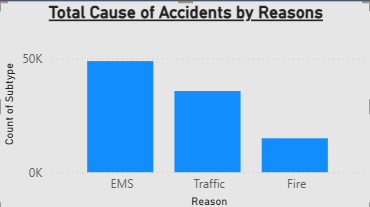 Total Cause of Accidents by Reasons
50K
Count of Subtype
0K
EMS Traffic Fire
Reason